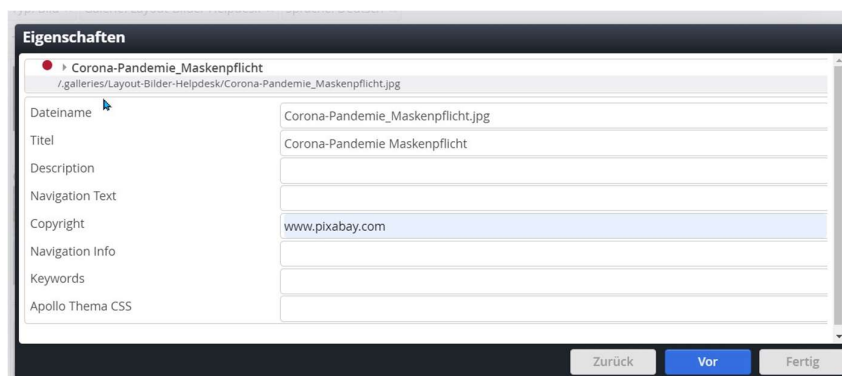 Eigenschaften
Corona-Pandemie_Maskenpflicht
/.galleries/Layout-Bilder-Helpdesk/Corona-Pandemie_Maskenpflicht.jpg
Dateiname Corona-Pandemie_Maskenpflicht.jpg
Titel Corona-Pandemie Maskenpflicht
Description
Navigation Text
Copyright www.pixabay.com
Navigation Info
Keywords
Apollo Thema CSS
Zurück Vor Fertig